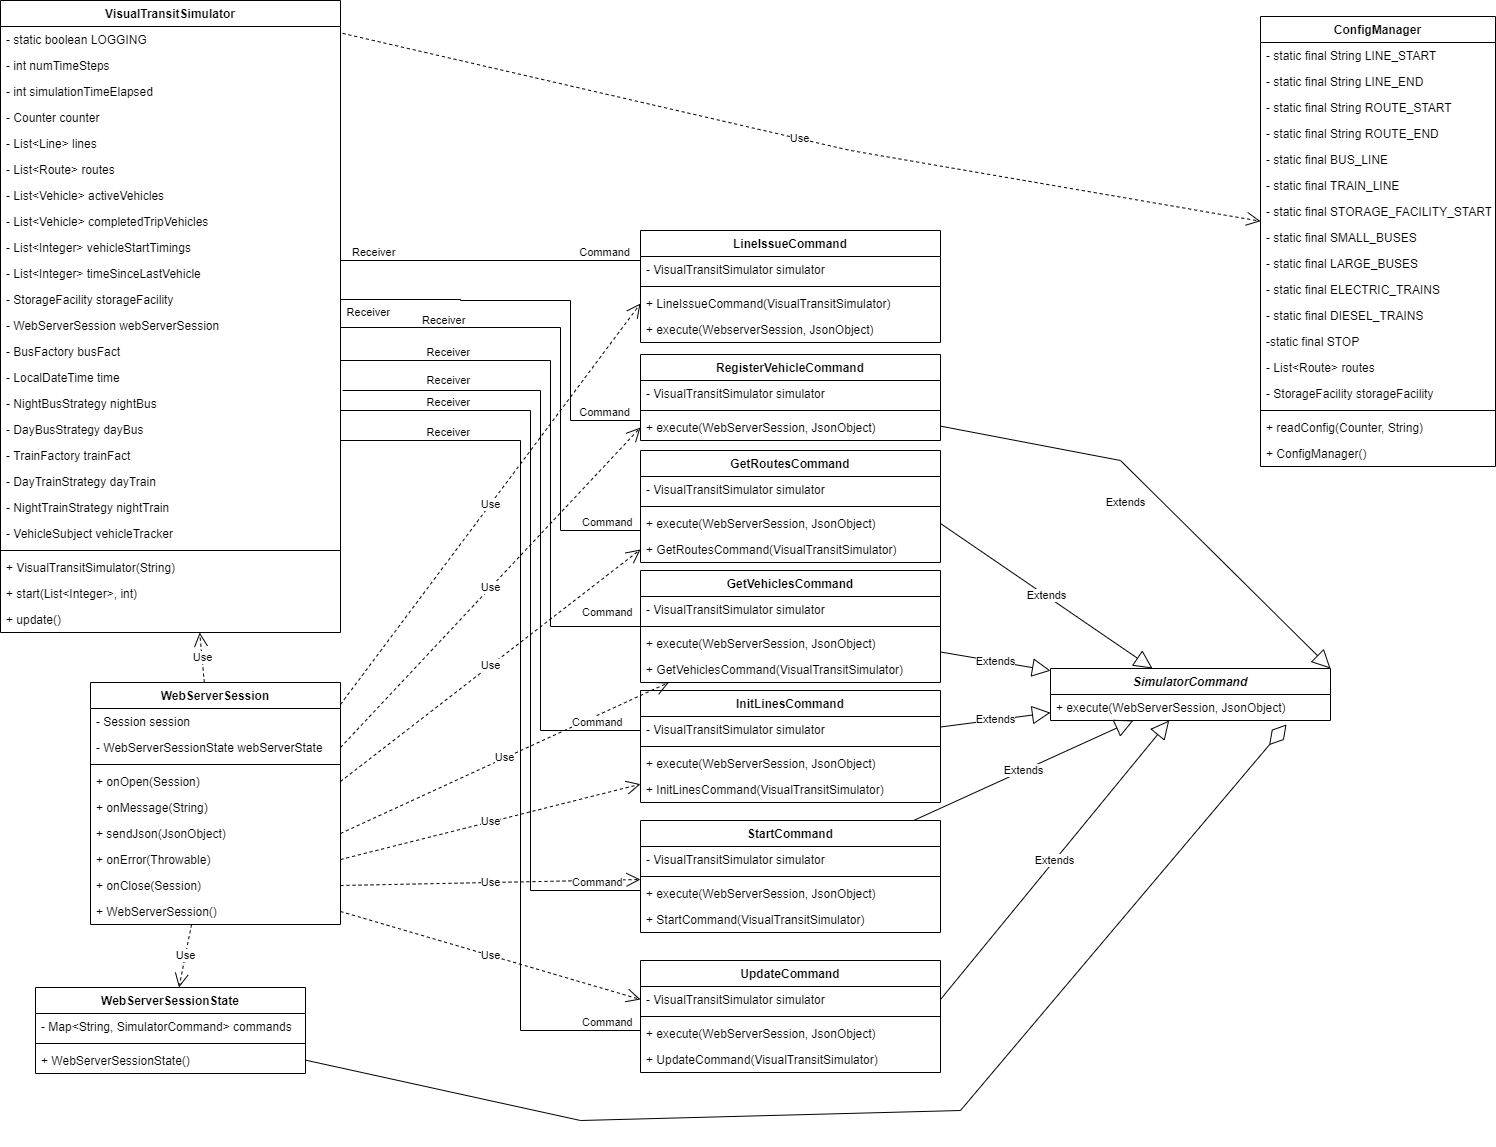 VisualTransitSimulator
- static boolean LOGGING
- int numTimeSteps
- int simulationTimeElapsed
- Counter counter
- List<Line> lines
- List<Route> routes
- List<Vehicle> activeVehicles
- List<Vehicle> completedTripVehicles
- List<Integer> vehicleStartTimings
- List<Integer> timeSinceLastVehicle
- StorageFacility storageFacility
- WebServerSession webServerSession
- BusFactory busFact
- LocalDateTime time
- NightBusStrategy nightBus
- DayBusStrategy dayBus
- TrainFactory trainFact
- DayTrainStrategy dayTrain
- NightTrainStrategy nightTrain
- VehicleSubject vehicleTracker
+ VisualTransitSimulator(String)
+ start(List<Integer>, int)
+ update()
Use
WebServerSession
- Session session
- WebServerSessionState webServerState
+ onOpen(Session)
+ onMessage(String)
+ sendJson(JsonObject)
+ onError(Throwable)
+ onClose(Session)
+ WebServerSession()
Use
WebServerSessionState
- Map<String, SimulatorCommand> commands
+ WebServerSessionState()
Use
Receiver
Receiver
Receiver
Receiver
Receiver
Receiver
Receiver
Use
Use
Use
Use
Use
Use
Use
Command
Command
Command
Command
Command
Command
Command
LineIssueCommand
- VisualTransitSimulator simulator
+ LineIssueCommand(VisualTransitSimulator)
+ execute(WebserverSession, JsonObject)
RegisterVehicleCommand
- VisualTransitSimulator simulator
+ execute(WebServerSession, JsonObject)
GetRoutesCommand
- VisualTransitSimulator simulator
+ execute(WebServerSession, JsonObject)
+ GetRoutesCommand(VisualTransitSimulator)
GetVehiclesCommand
- VisualTransitSimulator simulator
+ execute(WebServerSession, JsonObject)
+ GetVehiclesCommand(VisualTransitSimulator)
InitLinesCommand
- VisualTransitSimulator simulator
+ execute(WebServerSession, JsonObject)
+ InitLinesCommand(VisualTransitSimulator)
StartCommand
- VisualTransitSimulator simulator
+ execute(WebServerSession, JsonObject)
+ StartCommand(VisualTransitSimulator)
UpdateCommand
- VisualTransitSimulator simulator
+ execute(WebServerSession, JsonObject)
+ UpdateCommand(VisualTransitSimulator)
Extends
Extends
Extends
Extends
Extends
Extends
SimulatorCommand
+ execute(WebServerSession, JsonObject)
ConfigManager
- static final String LINE_START
- static final String LINE_END
- static final String ROUTE_START
- static final String ROUTE_END
- static final BUS_LINE
- static final TRAIN_LINE
- static final STORAGE_FACILITY_START
- static final SMALL_BUSES
- static final LARGE_BUSES
- static final ELECTRIC_TRAINS
- static final DIESEL_TRAINS
-static final STOP
- List<Route> routes
- StorageFacility storageFacility
+ readConfig(Counter, String)
+ ConfigManager()